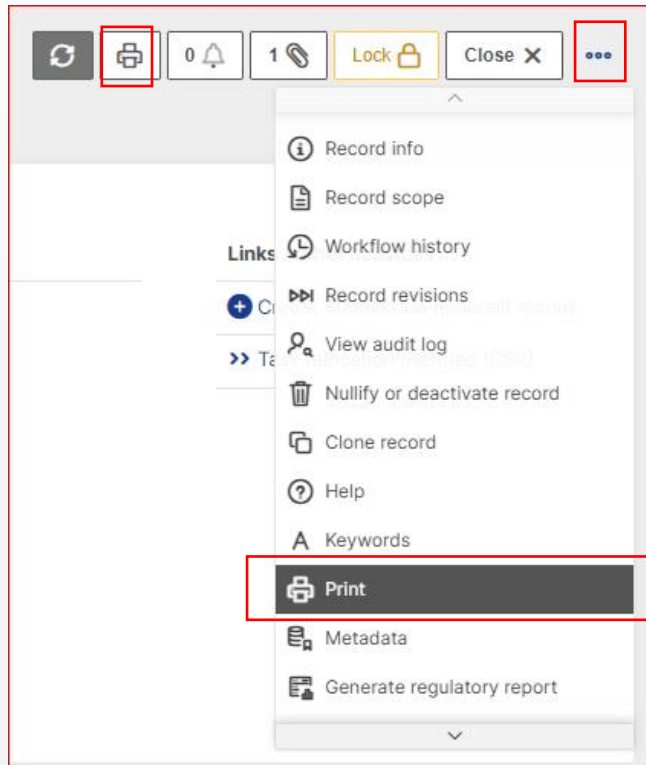 0
1
Lock
Close
Record info
Record scope
Links
Workflow history
Record revisions
View audit log
Nullify or deactivate record
Clone record
Help
Keywords
Print
Metadata
Generate regulatory report